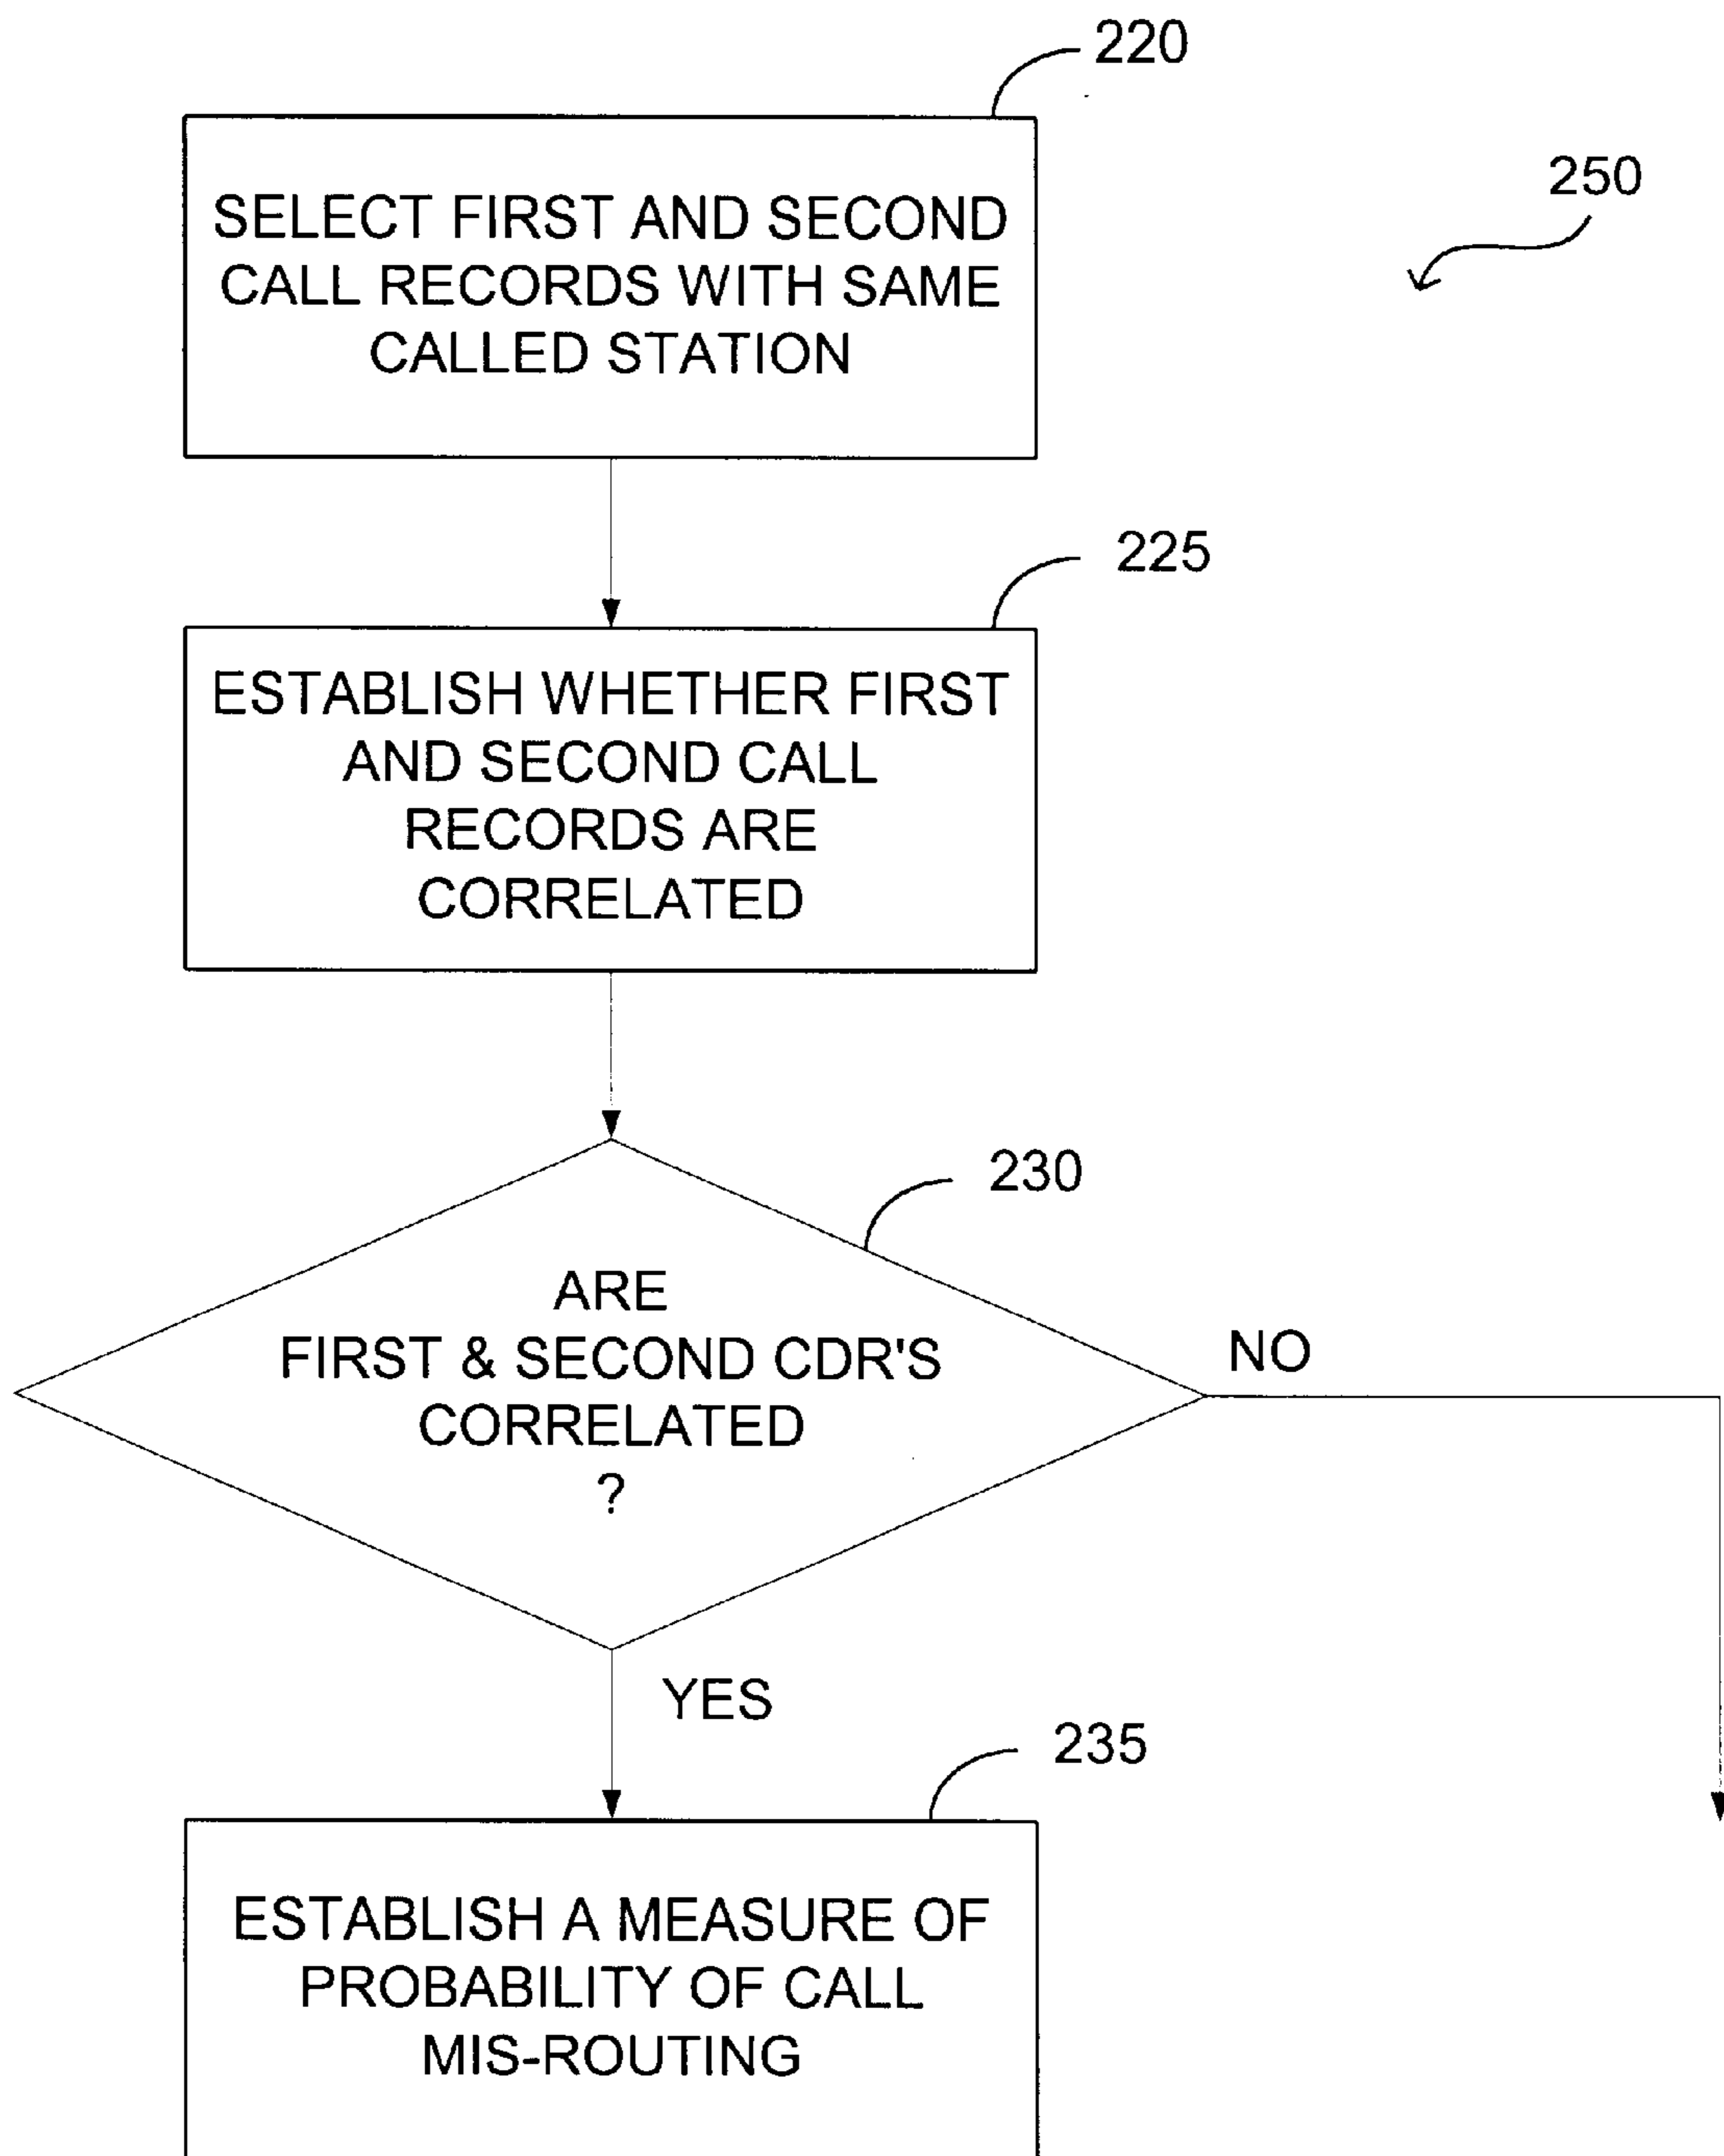 220
250
SELECT FIRST AND SECOND
CALL RECORDS WITH SAME
CALLED STATION
225
ESTABLISH WHETHER FIRST
AND SECOND CALL
RECORDS ARE
CORRELATED
230
ARE
FIRST & SECOND CDR'S
CORRELATED
?
NO
YES
235
ESTABLISH A MEASURE OF
PROBABILITY OF CALL
MIS-ROUTING